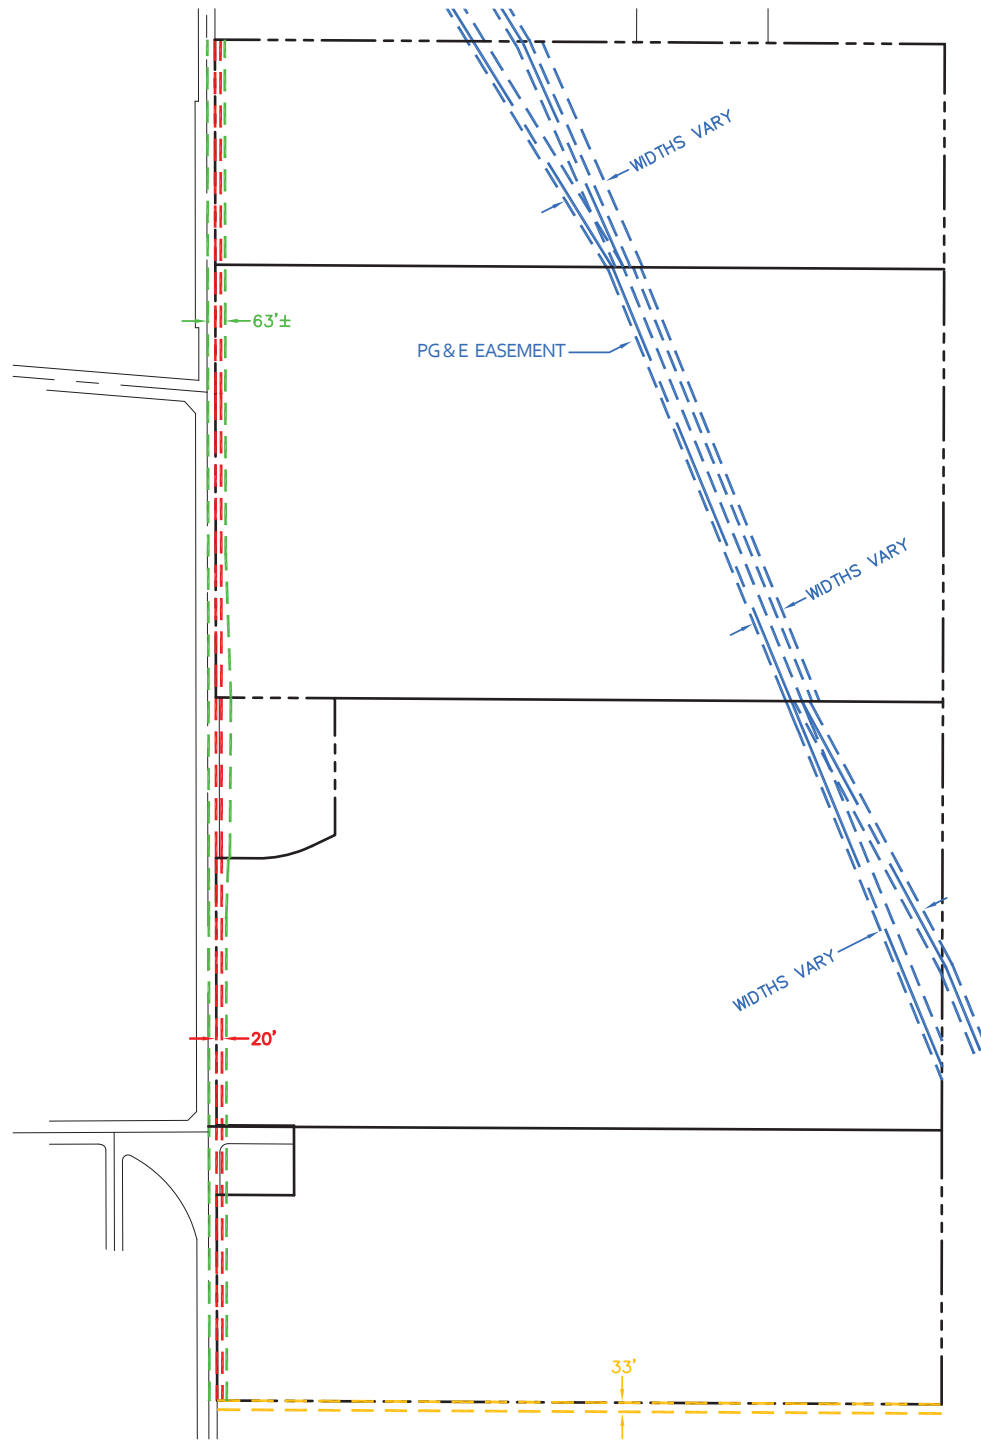 WIDTHS VARY
63'±
PG & E EASEMENT
WIDTHS VARY
WIDTHS VARY
20'
33'